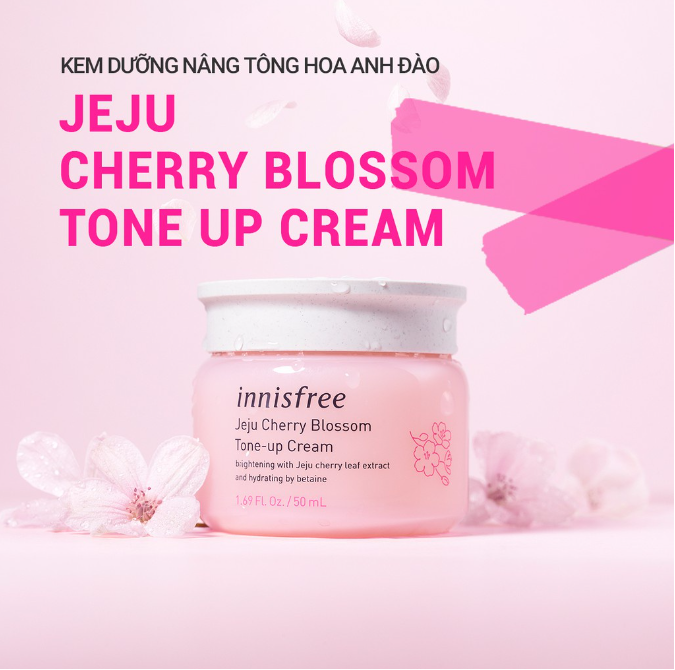 KEM DƯỠNG NÂNG TÔNG HOA ANH ĐÀO
JEJU
CHERRY BLOSSOM
TONE UP CREAM
innisfree
Jeju Cherry Blossom
Tone-up Cream
brightening with Jeju cherry leaf extract
and hydrating by betaine
1.69 Fl. Oz. / 50 mL